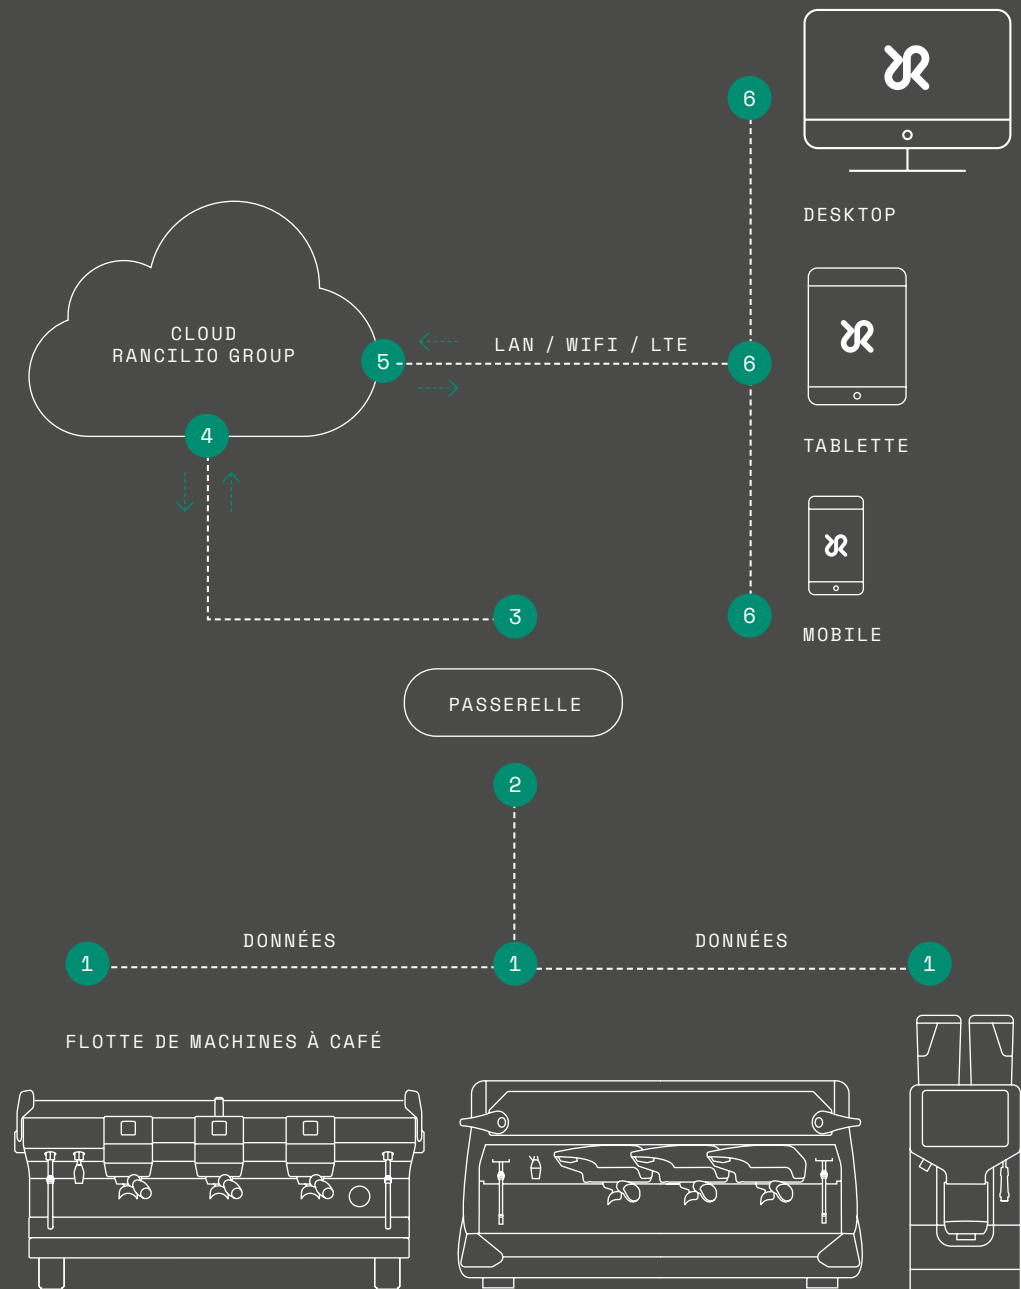 6
DESKTOP
CLOUD
RANCILIO GROUP
5
LAN / WIFI / LTE
6
4
TABLETTE
3
6
MOBILE
PASSERELLE
2
DONNÉES
DONNÉES
1
1
1
FLOTTE DE MACHINES À CAFÉ